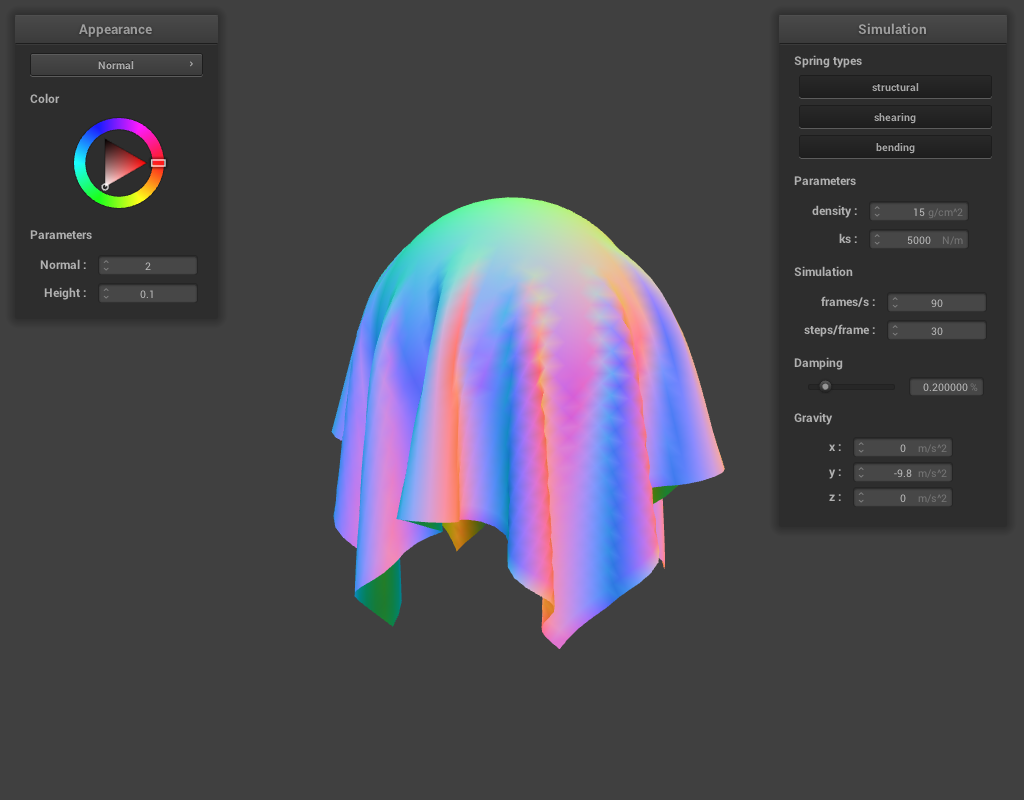 Appearance
Normal
Color
Parameters
Normal : 2
Height : 0.1
Simulation
Spring types
structural
shearing
bending
Parameters
density : 15 g/cm^2
ks : 5000 N/m
Simulation
frames/s : 90
steps/frame : 30
Damping
0.200000 %
Gravity
x : 0 m/s^2
y : -9.8 m/s^2
z : 0 m/s^2